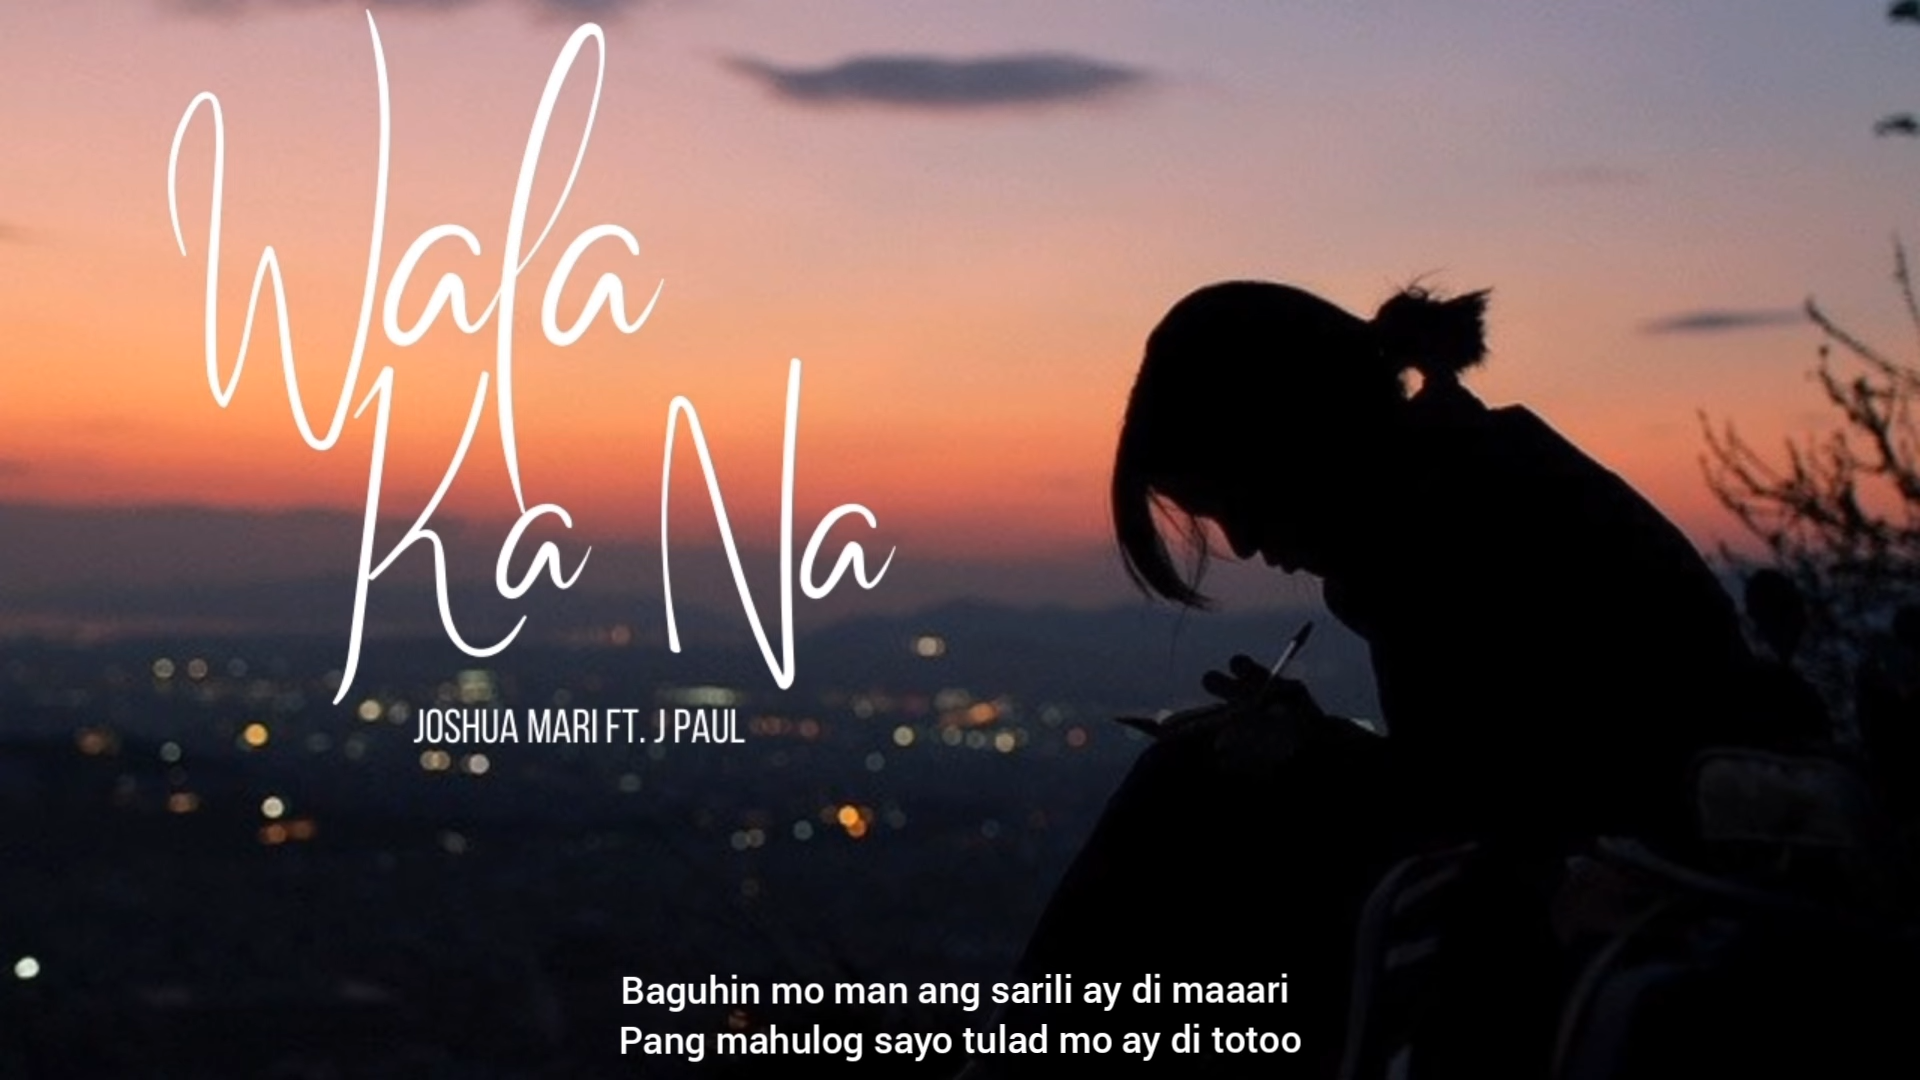 Wala
Ka Na
JOSHUA MARI FT. J PAUL
Baguhin mo man ang sarili ay di maaari
Pang mahulog sayo tulad mo ay di totoo